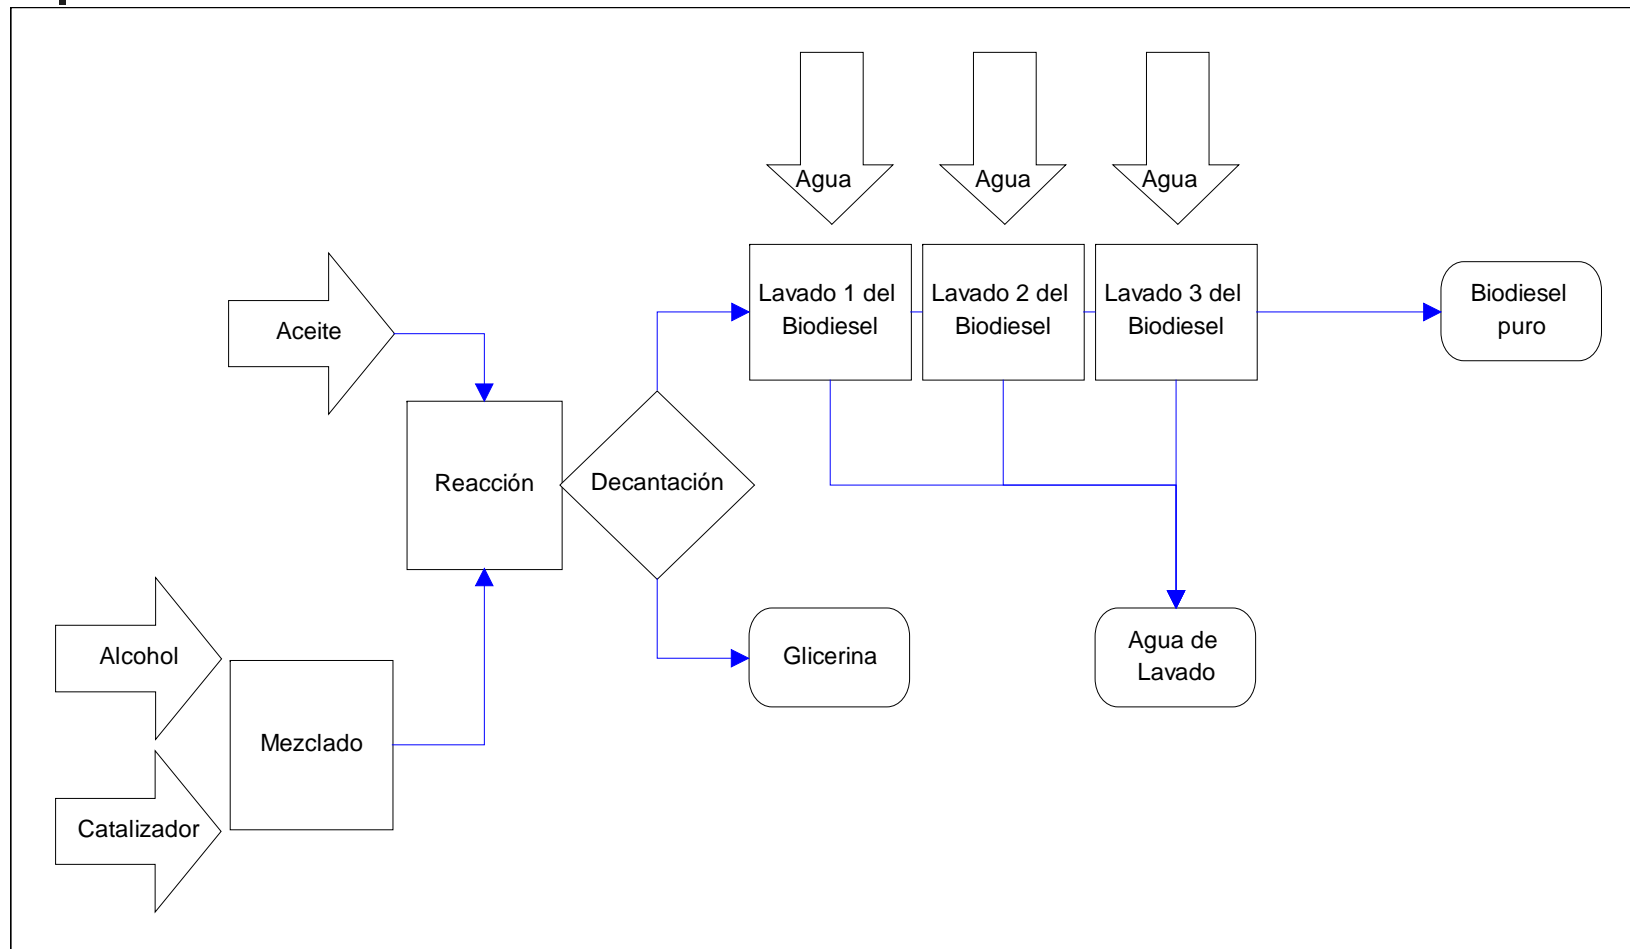 Agua
Agua
Agua
Lavado 1 del
Biodiesel
Lavado 2 del
Biodiesel
Lavado 3 del
Biodiesel
Biodiesel
puro
Aceite
Reacción
Decantación
Alcohol
Mezclado
Catalizador
Glicerina
Agua de
Lavado